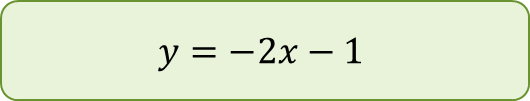 y = −2x − 1